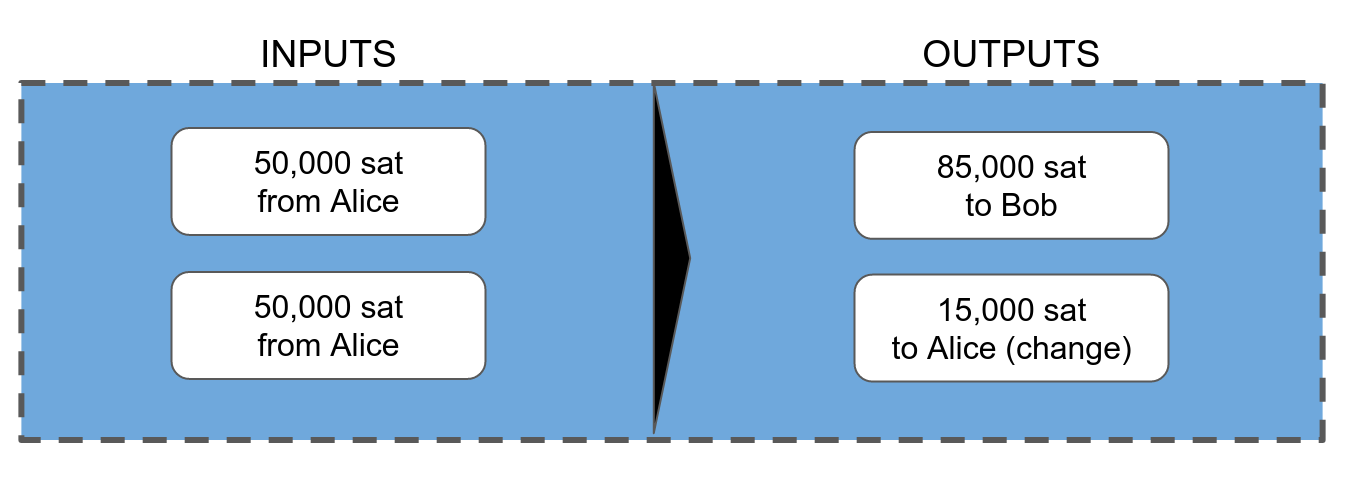 INPUTS
50,000 sat
from Alice
50,000 sat
from Alice
OUTPUTS
85,000 sat
to Bob
15,000 sat
to Alice (change)